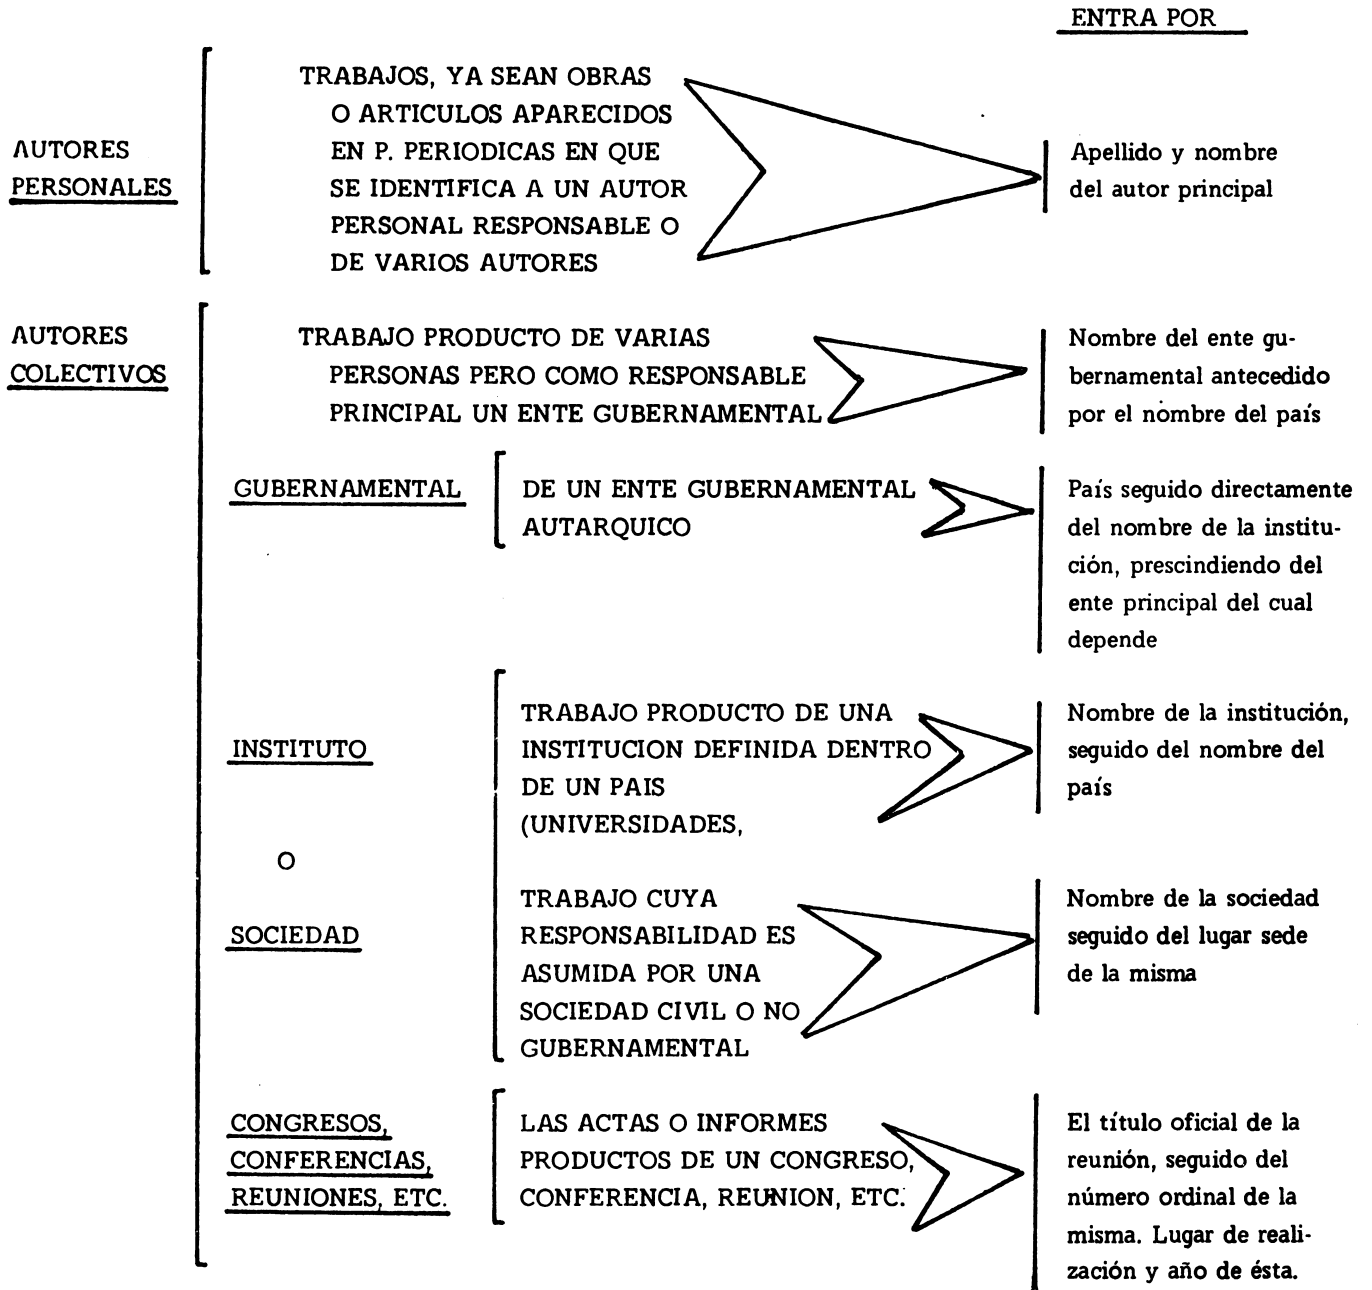 ENTRA POR
AUTORES
PERSONALES
TRABAJOS, YA SEAN OBRAS
O ARTICULOS APARECIDOS
EN P. PERIODICAS EN QUE
SE IDENTIFICA A UN AUTOR
PERSONAL RESPONSABLE O
DE VARIOS AUTORES
Apellido y nombre
del autor principal
AUTORES
COLECTIVOS
TRABAJO PRODUCTO DE VARIAS
PERSONAS PERO COMO RESPONSABLE
PRINCIPAL UN ENTE GUBERNAMENTAL
Nombre del ente gu-
bernamental antecedido
por el nombre del país
GUBERNAMENTAL
DE UN ENTE GUBERNAMENTAL
AUTARQUICO
País seguido directamente
del nombre de la institu-
ción, prescindiendo del
ente principal del cual
depende
INSTITUTO
TRABAJO PRODUCTO DE UNA
INSTITUCION DEFINIDA DENTRO
DE UN PAIS
(UNIVERSIDADES,
Nombre de la institución,
seguido del nombre del
país
O
SOCIEDAD
TRABAJO CUYA
RESPONSABILIDAD ES
ASUMIDA POR UNA
SOCIEDAD CIVIL O NO
GUBERNAMENTAL
Nombre de la sociedad
seguido del lugar sede
de la misma
CONGRESOS,
CONFERENCIAS,
REUNIONES, ETC.
LAS ACTAS O INFORMES
PRODUCTOS DE UN CONGRESO,
CONFERENCIA, REUNION, ETC.
El título oficial de la
reunión, seguido del
número ordinal de la
misma. Lugar de reali-
zación y año de ésta.